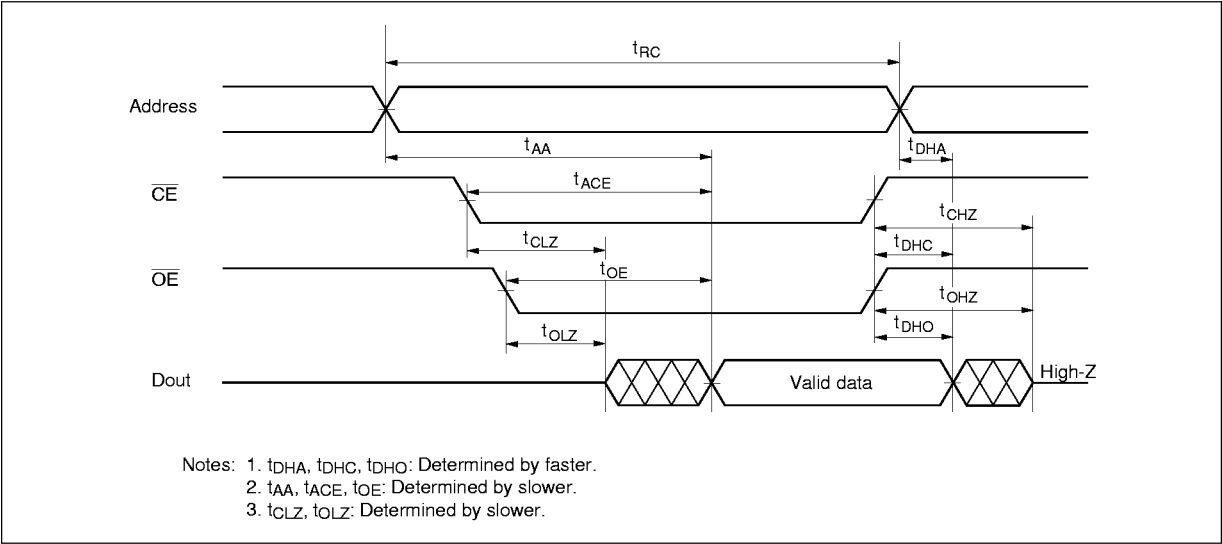 tRC
Address
tAA
tDHA
CE
tACE
tCHZ
tCLZ
tDHC
OE
tOE
tOHZ
tOLZ
tDHO
Dout
Valid data
High-Z
Notes: 1. tDHA, tDHC, tDHO: Determined by faster.
2. tAA, tACE, tOE: Determined by slower.
3. tCLZ, tOLZ: Determined by slower.